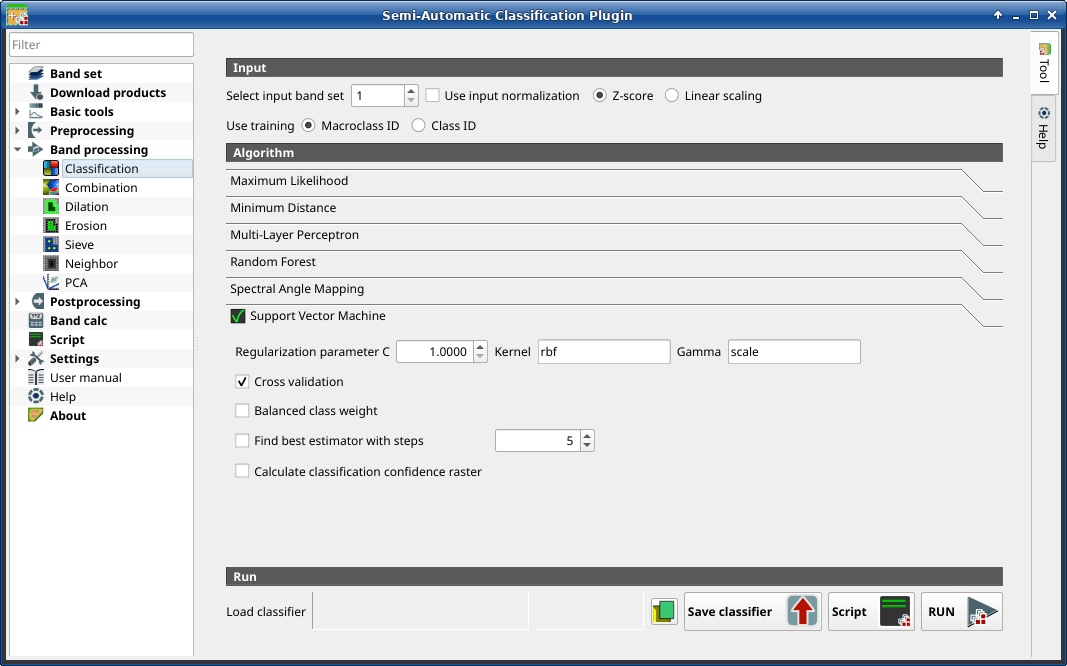 Semi-Automatic Classification Plugin
Filter
Band set
Download products
Basic tools
Preprocessing
Band processing
Classification
Combination
Dilation
Erosion
Sieve
Neighbor
PCA
Postprocessing
Band calc
Script
Settings
User manual
Help
About
Input
Select input band set 1 Use input normalization Z-score Linear scaling
Use training Macroclass ID Class ID
Algorithm
Maximum Likelihood
Minimum Distance
Multi-Layer Perceptron
Random Forest
Spectral Angle Mapping
Support Vector Machine
Regularization parameter C 1.0000 Kernel rbf Gamma scale
Cross validation
Balanced class weight
Find best estimator with steps 5
Calculate classification confidence raster
Run
Load classifier Save classifier Script RUN
Tool
Help